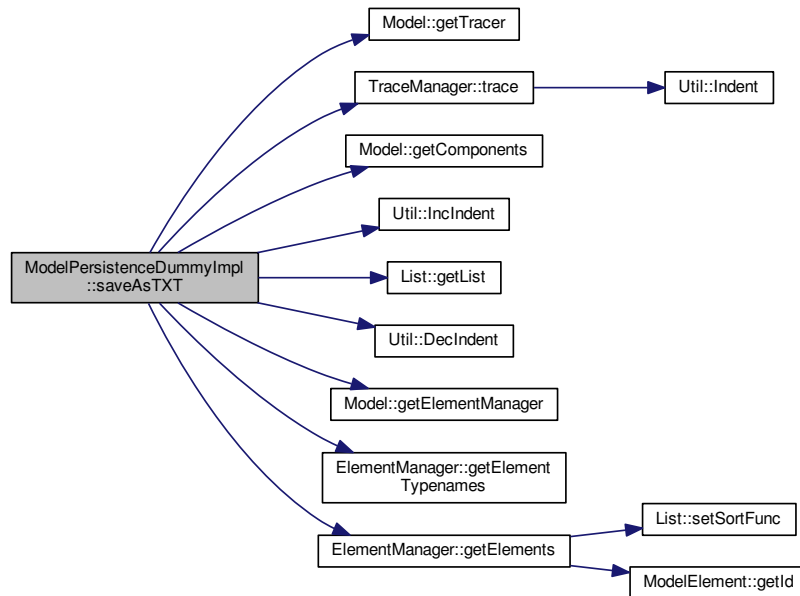 Model::getTracer
TraceManager::trace
Util::Indent
Model::getComponents
Util::IncIndent
ModelPersistenceDummyImpl
::saveAsTXT
List::getList
Util::DecIndent
Model::getElementManager
ElementManager::getElement
Typenames
List::setSortFunc
ElementManager::getElements
ModelElement::getId